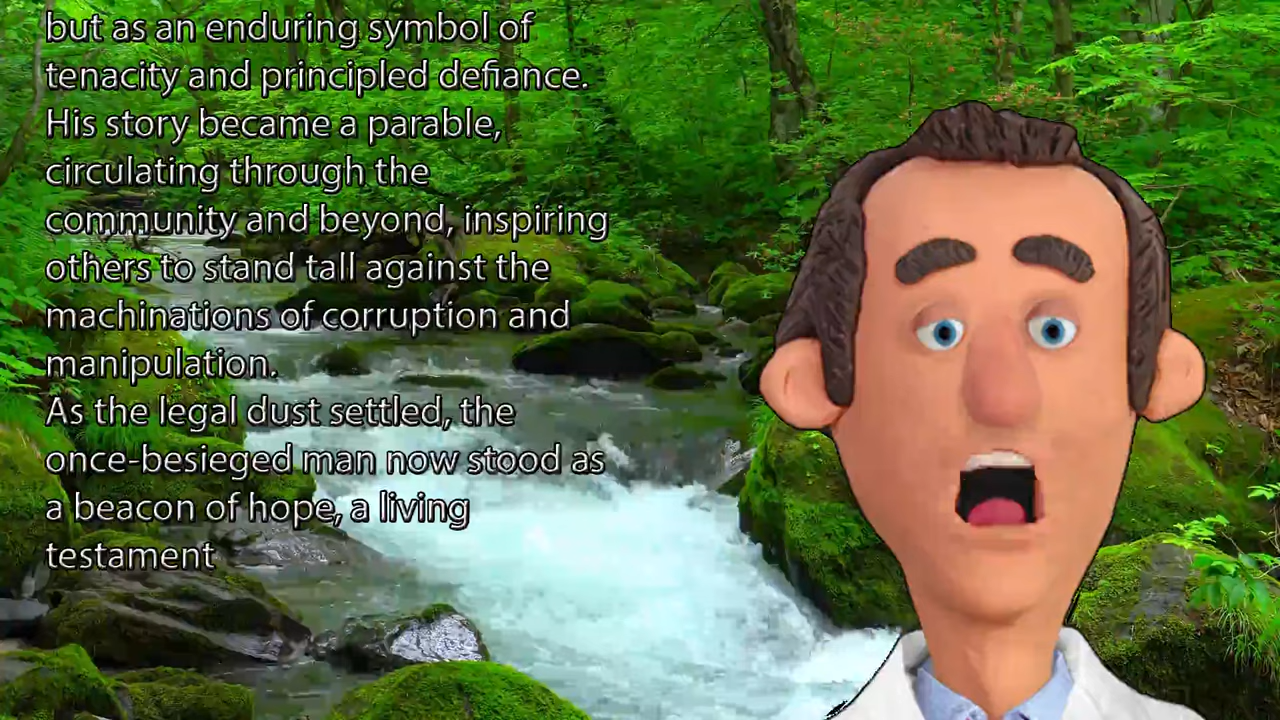 but as an enduring symbol of
tenacity and principled defiance.
His story became a parable,
circulating through the
community and beyond, inspiring
others to stand tall against the
machinations of corruption and
manipulation.
As the legal dust settled, the
once-besieged man now stood as
a beacon of hope, a living
testament